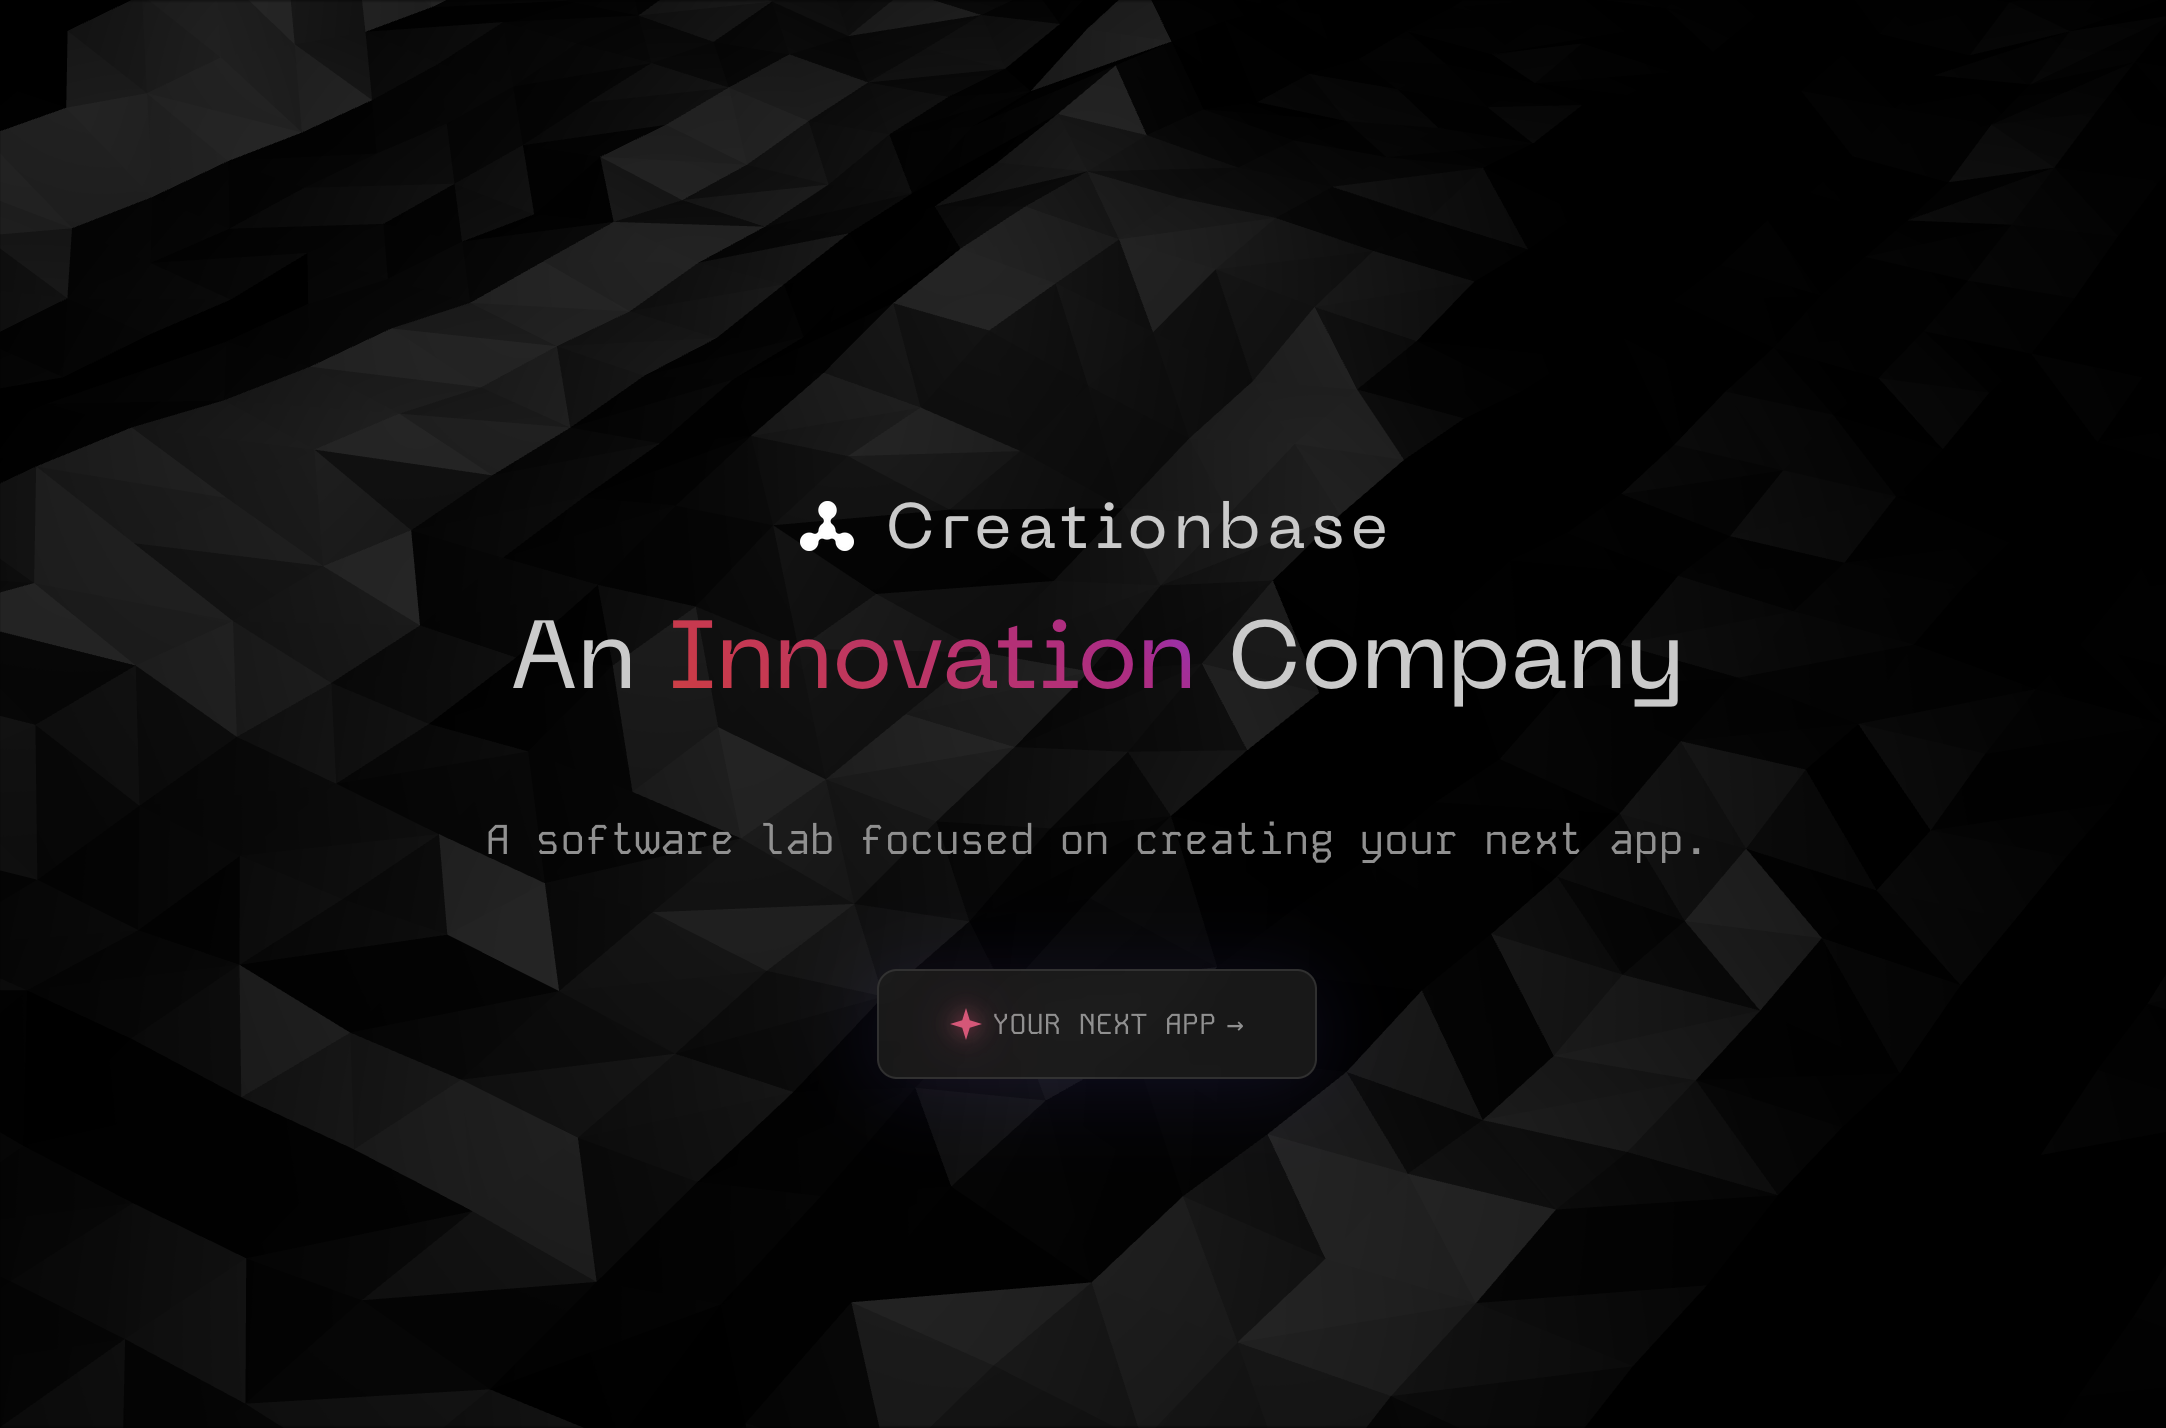 Creationbase
An Innovation Company
A software lab focused on creating your next app.
YOUR NEXT APP →